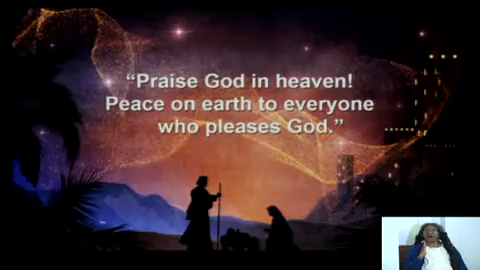 “Praise God in heaven!
Peace on earth to everyone
who pleases God.”